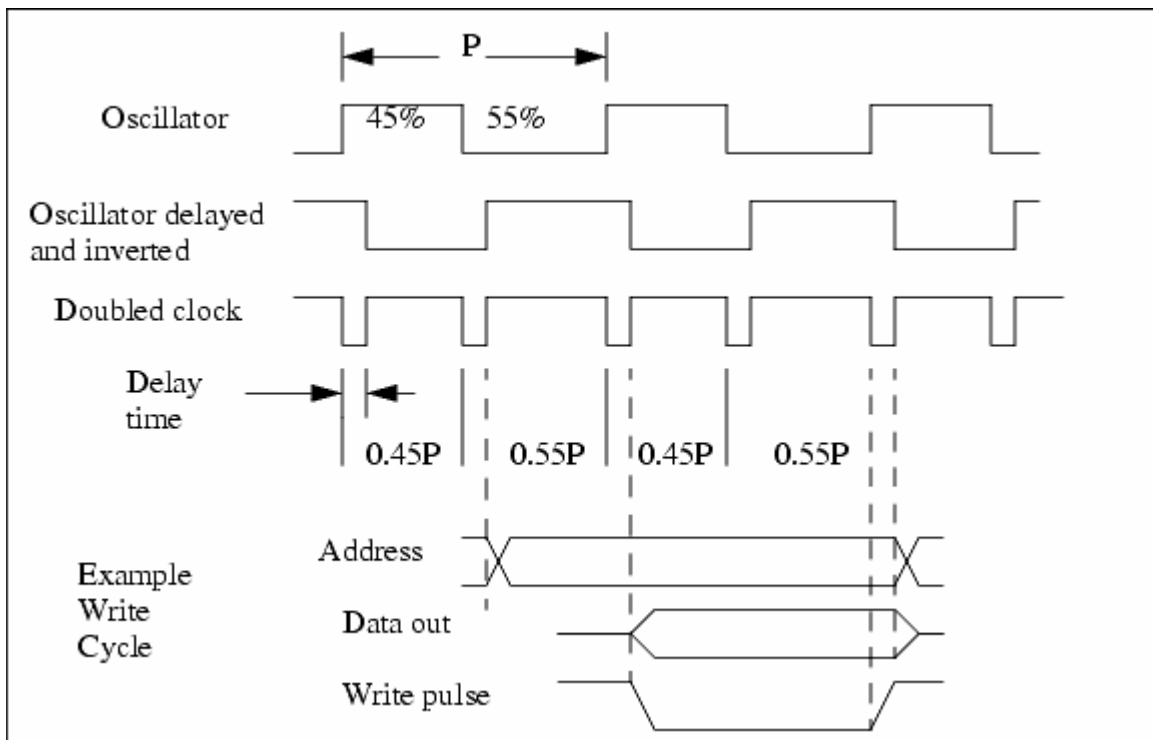 P
Oscillator
45% 55%
Oscillator delayed
and inverted
Doubled clock
Delay
time
0.45P 0.55P 0.45P 0.55P
Example
Write
Cycle
Address
Data out
Write pulse